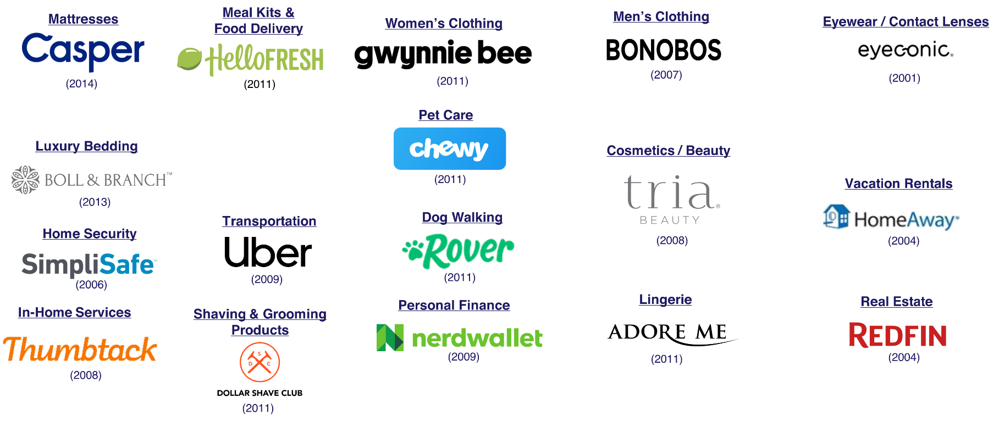 Mattresses
Casper
(2014)
Meal Kits &
Food Delivery
HelloFRESH
(2011)
Women's Clothing
gwynnie bee
(2011)
Men's Clothing
BONOBOS
(2007)
Eyewear / Contact Lenses
eyeconic®
(2001)
Luxury Bedding
BOLL & BRANCH™
(2013)
Pet Care
chewy
(2011)
Cosmetics / Beauty
tria®
BEAUTY
(2008)
Vacation Rentals
HomeAway®
(2004)
Home Security
SimpliSafe™
(2006)
Transportation
Uber
(2009)
Dog Walking
Rover
(2011)
In-Home Services
Thumbtack
(2008)
Shaving & Grooming
Products
S
D C
DOLLAR SHAVE CLUB
(2011)
Personal Finance
nerdwallet
(2009)
Lingerie
ADORE ME
(2011)
Real Estate
REDFIN
(2004)